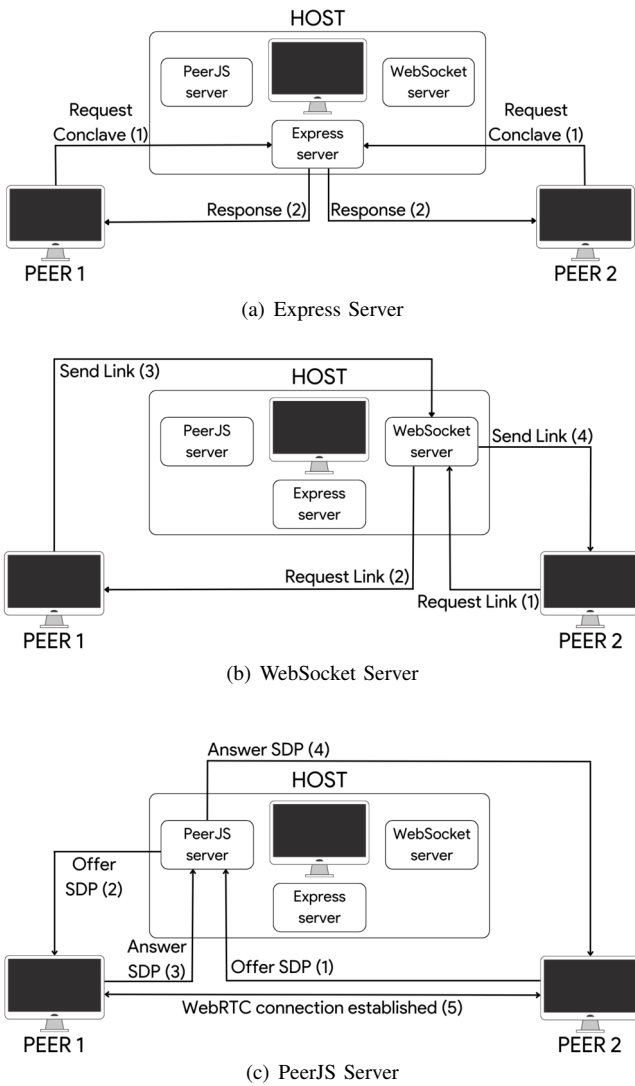 HOST
PeerJS
server
WebSocket
server
Request
Conclave (1)
Request
Conclave (1)
Express
server
Response (2)
Response (2)
PEER 1
PEER 2
(a) Express Server
Send Link (3)
HOST
PeerJS
server
WebSocket
server
Send Link (4)
Express
server
Request Link (2)
Request Link (1)
PEER 1
PEER 2
(b) WebSocket Server
Answer SDP (4)
HOST
PeerJS
server
WebSocket
server
Offer
SDP (2)
Express
server
Answer
SDP (3)
Offer SDP (1)
WebRTC connection established (5)
PEER 1
PEER 2
(c) PeerJS Server